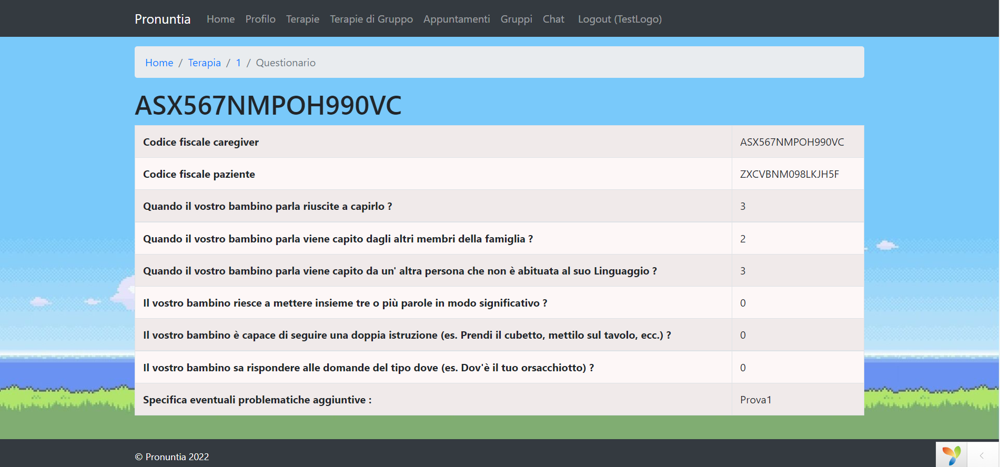 Pronuntia Home Profilo Terapie Terapie di Gruppo Appuntamenti Gruppi Chat Logout (TestLogo)
Home / Terapia / 1 / Questionario
ASX567NMPOH990VC
Codice fiscale caregiver ASX567NMPOH990VC
Codice fiscale paziente ZXCVBNM098LKJH5F
Quando il vostro bambino parla riuscite a capirlo ? 3
Quando il vostro bambino parla viene capito dagli altri membri della famiglia ? 2
Quando il vostro bambino parla viene capito da un' altra persona che non è abituata al suo Linguaggio ? 3
Il vostro bambino riesce a mettere insieme tre o più parole in modo significativo ? 0
Il vostro bambino è capace di seguire una doppia istruzione (es. Prendi il cubetto, mettilo sul tavolo, ecc.) ? 0
Il vostro bambino sa rispondere alle domande del tipo dove (es. Dov'è il tuo orsacchiotto) ? 0
Specifica eventuali problematiche aggiuntive : Prova1
© Pronuntia 2022